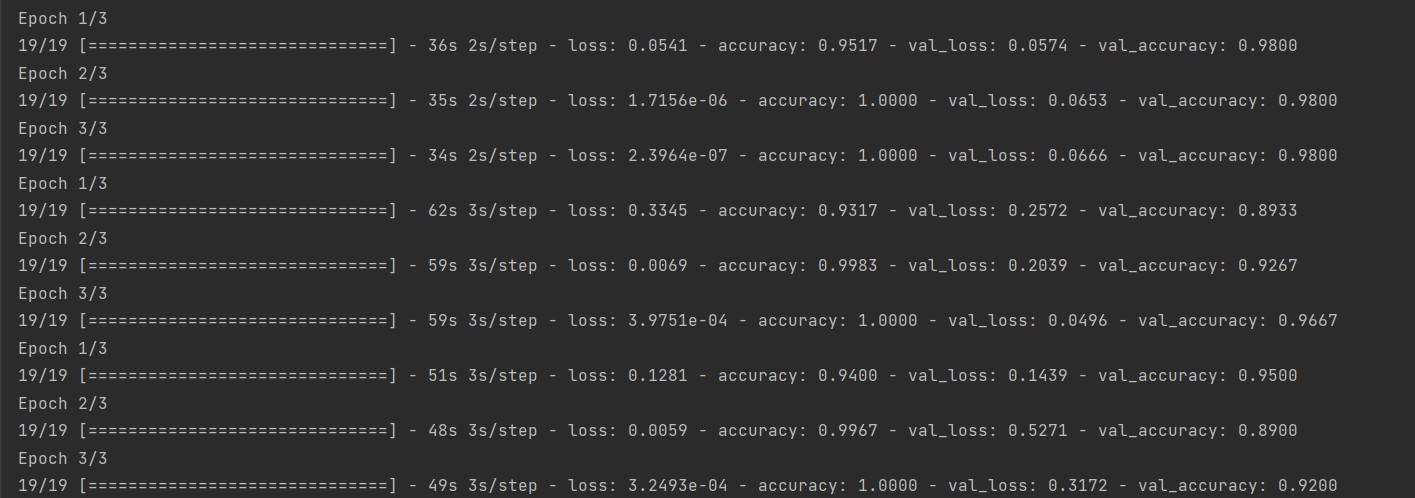 Epoch 1/3
19/19 [==============================] - 36s 2s/step - loss: 0.0541 - accuracy: 0.9517 - val_loss: 0.0574 - val_accuracy: 0.9800
Epoch 2/3
19/19 [==============================] - 35s 2s/step - loss: 1.7156e-06 - accuracy: 1.0000 - val_loss: 0.0653 - val_accuracy: 0.9800
Epoch 3/3
19/19 [==============================] - 34s 2s/step - loss: 2.3964e-07 - accuracy: 1.0000 - val_loss: 0.0666 - val_accuracy: 0.9800
Epoch 1/3
19/19 [==============================] - 62s 3s/step - loss: 0.3345 - accuracy: 0.9317 - val_loss: 0.2572 - val_accuracy: 0.8933
Epoch 2/3
19/19 [==============================] - 59s 3s/step - loss: 0.0069 - accuracy: 0.9983 - val_loss: 0.2039 - val_accuracy: 0.9267
Epoch 3/3
19/19 [==============================] - 59s 3s/step - loss: 3.9751e-04 - accuracy: 1.0000 - val_loss: 0.0496 - val_accuracy: 0.9667
Epoch 1/3
19/19 [==============================] - 51s 3s/step - loss: 0.1281 - accuracy: 0.9400 - val_loss: 0.1439 - val_accuracy: 0.9500
Epoch 2/3
19/19 [==============================] - 48s 3s/step - loss: 0.0059 - accuracy: 0.9967 - val_loss: 0.5271 - val_accuracy: 0.8900
Epoch 3/3
19/19 [==============================] - 49s 3s/step - loss: 3.2493e-04 - accuracy: 1.0000 - val_loss: 0.3172 - val_accuracy: 0.9200